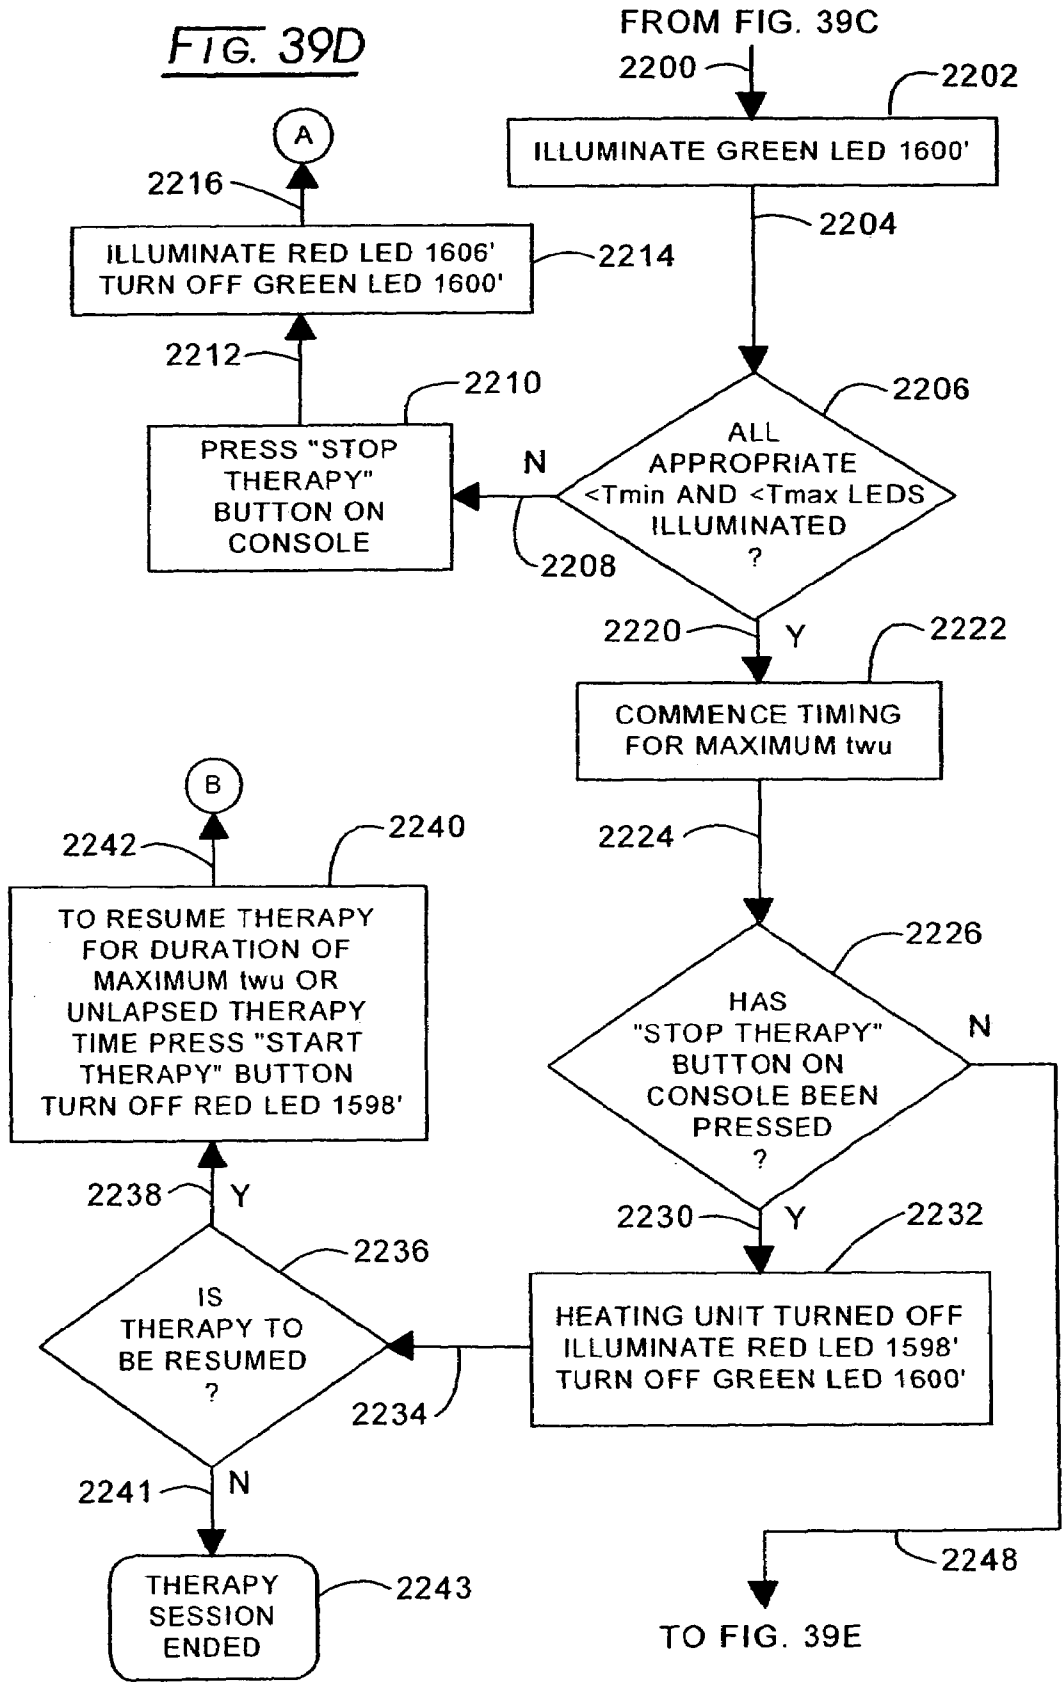 FIG. 39D
FROM FIG. 39C
2200
2202
ILLUMINATE GREEN LED 1600'
2204
A
2216
ILLUMINATE RED LED 1606'
TURN OFF GREEN LED 1600'
2214
2212
2210
PRESS "STOP
THERAPY"
BUTTON ON
CONSOLE
N
2208
2206
ALL
APPROPRIATE
<Tmin AND <Tmax LEDS
ILLUMINATED
?
2220
Y
2222
COMMENCE TIMING
FOR MAXIMUM twu
2224
2226
HAS
"STOP THERAPY"
BUTTON ON
CONSOLE BEEN
PRESSED
?
N
2230
Y
2232
HEATING UNIT TURNED OFF
ILLUMINATE RED LED 1598'
TURN OFF GREEN LED 1600'
2234
B
2242
2240
TO RESUME THERAPY
FOR DURATION OF
MAXIMUM twu OR
UNLAPSED THERAPY
TIME PRESS "START
THERAPY" BUTTON
TURN OFF RED LED 1598'
2238
Y
2236
IS
THERAPY TO
BE RESUMED
?
2241
N
2243
THERAPY
SESSION
ENDED
2248
TO FIG. 39E